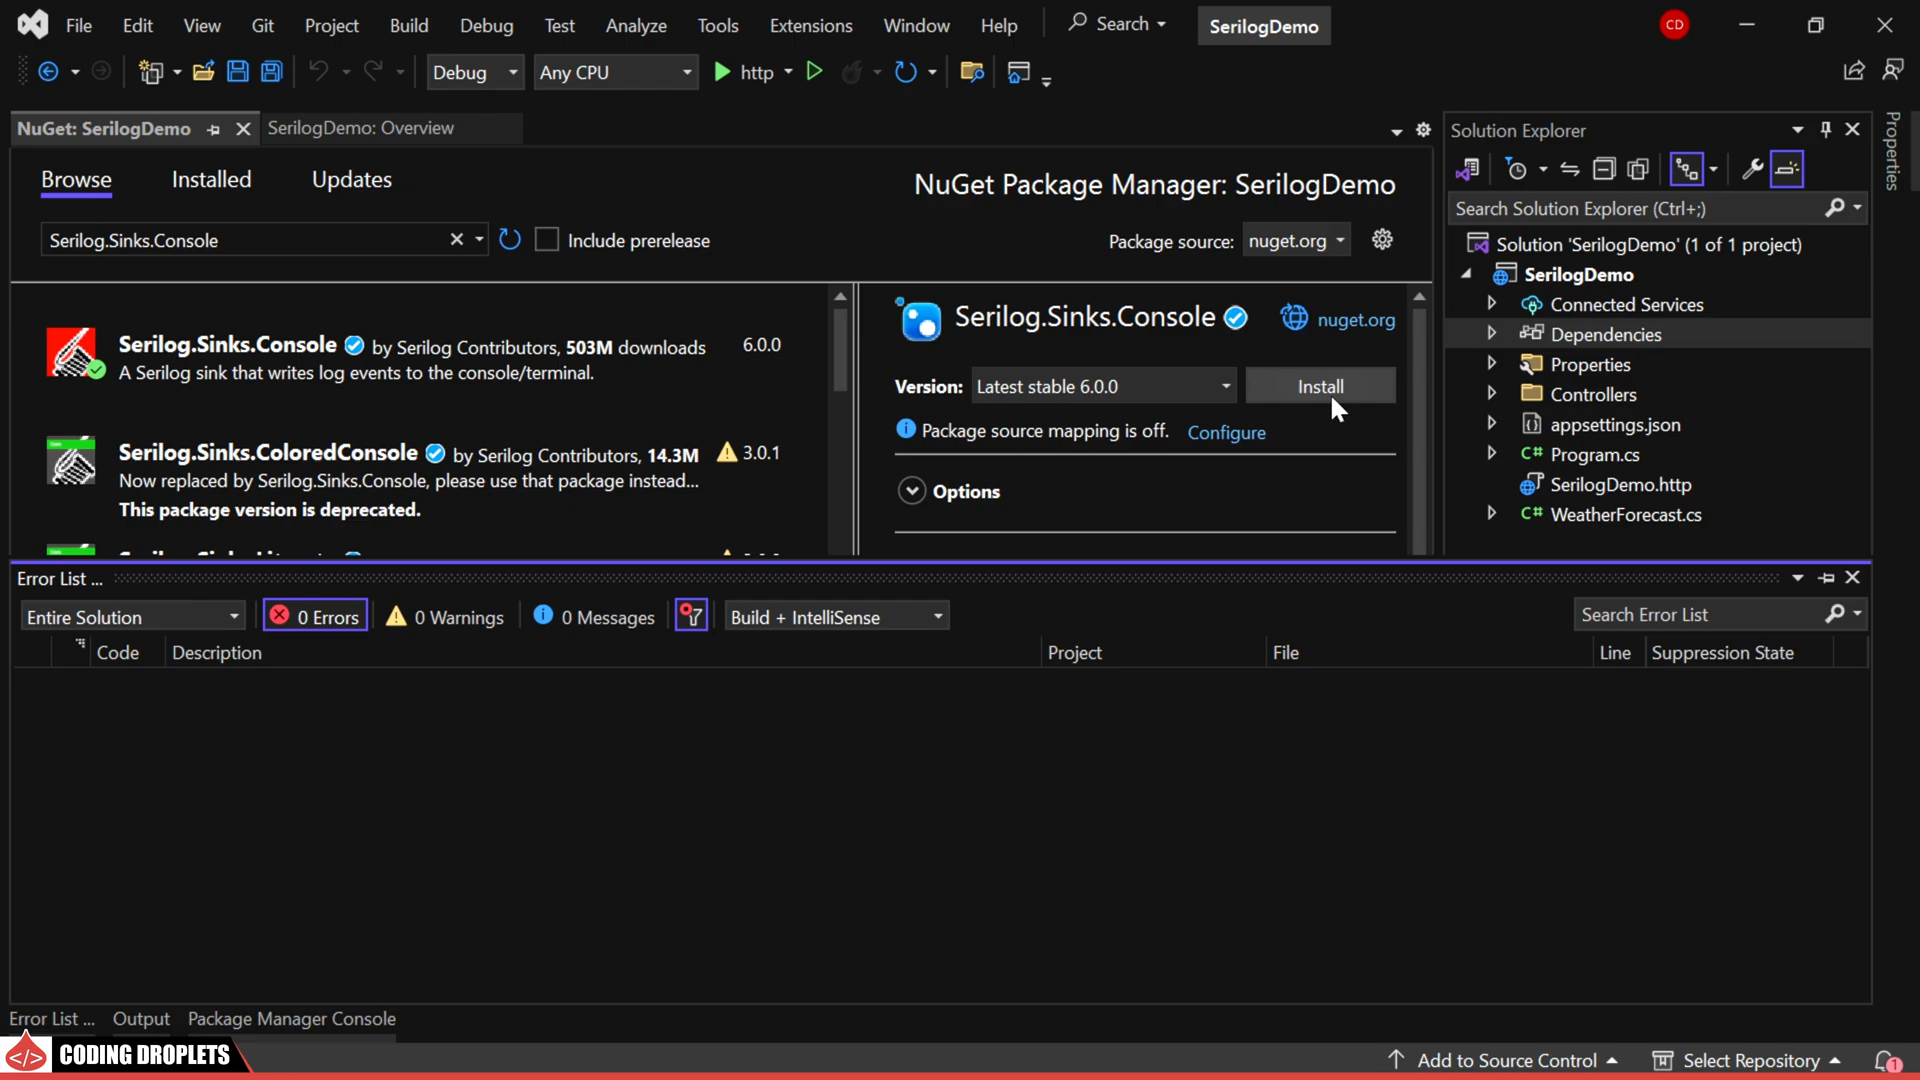 File Edit View Git Project Build Debug Test Analyze Tools Extensions Window Help Search SerilogDemo CD
Debug Any CPU http
NuGet: SerilogDemo SerilogDemo: Overview
Browse Installed Updates
NuGet Package Manager: SerilogDemo
Serilog.Sinks.Console Include prerelease
Package source: nuget.org
Serilog.Sinks.Console by Serilog Contributors, 503M downloads 6.0.0
A Serilog sink that writes log events to the console/terminal.
Serilog.Sinks.ColoredConsole by Serilog Contributors, 14.3M 3.0.1
Now replaced by Serilog.Sinks.Console, please use that package instead...
This package version is deprecated.
Serilog.Sinks.Console nuget.org
Version: Latest stable 6.0.0 Install
Package source mapping is off. Configure
Options
Solution Explorer
Search Solution Explorer (Ctrl+;)
Solution 'SerilogDemo' (1 of 1 project)
SerilogDemo
Connected Services
Dependencies
Properties
Controllers
appsettings.json
C# Program.cs
SerilogDemo.http
C# WeatherForecast.cs
Properties
Error List ...
Entire Solution 0 Errors 0 Warnings 0 Messages Build + IntelliSense Search Error List
Code Description Project File Line Suppression State
Error List ... Output Package Manager Console
</> CODING DROPLETS
Add to Source Control Select Repository 1